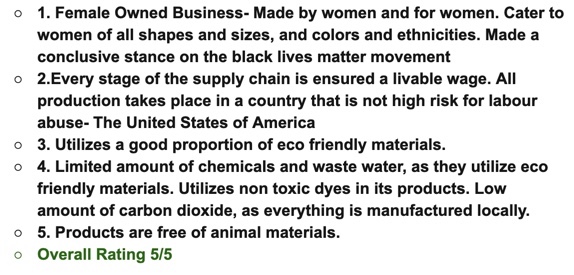 1. Female Owned Business- Made by women and for women. Cater to
women of all shapes and sizes, and colors and ethnicities. Made a
conclusive stance on the black lives matter movement
2.Every stage of the supply chain is ensured a livable wage. All
production takes place in a country that is not high risk for labour
abuse- The United States of America
3. Utilizes a good proportion of eco friendly materials.
4. Limited amount of chemicals and waste water, as they utilize eco
friendly materials. Utilizes non toxic dyes in its products. Low
amount of carbon dioxide, as everything is manufactured locally.
5. Products are free of animal materials.
Overall Rating 5/5